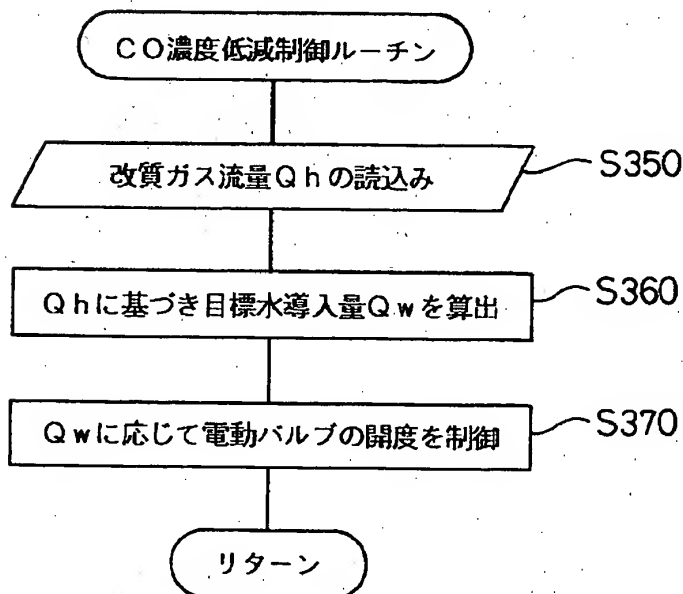 CO濃度低減制御ルーチン
改質ガス流量Qhの読込み
S350
Qhに基づき目標水導入量Qwを算出
S360
Qwに応じて電動バルブの開度を制御
S370
リターン